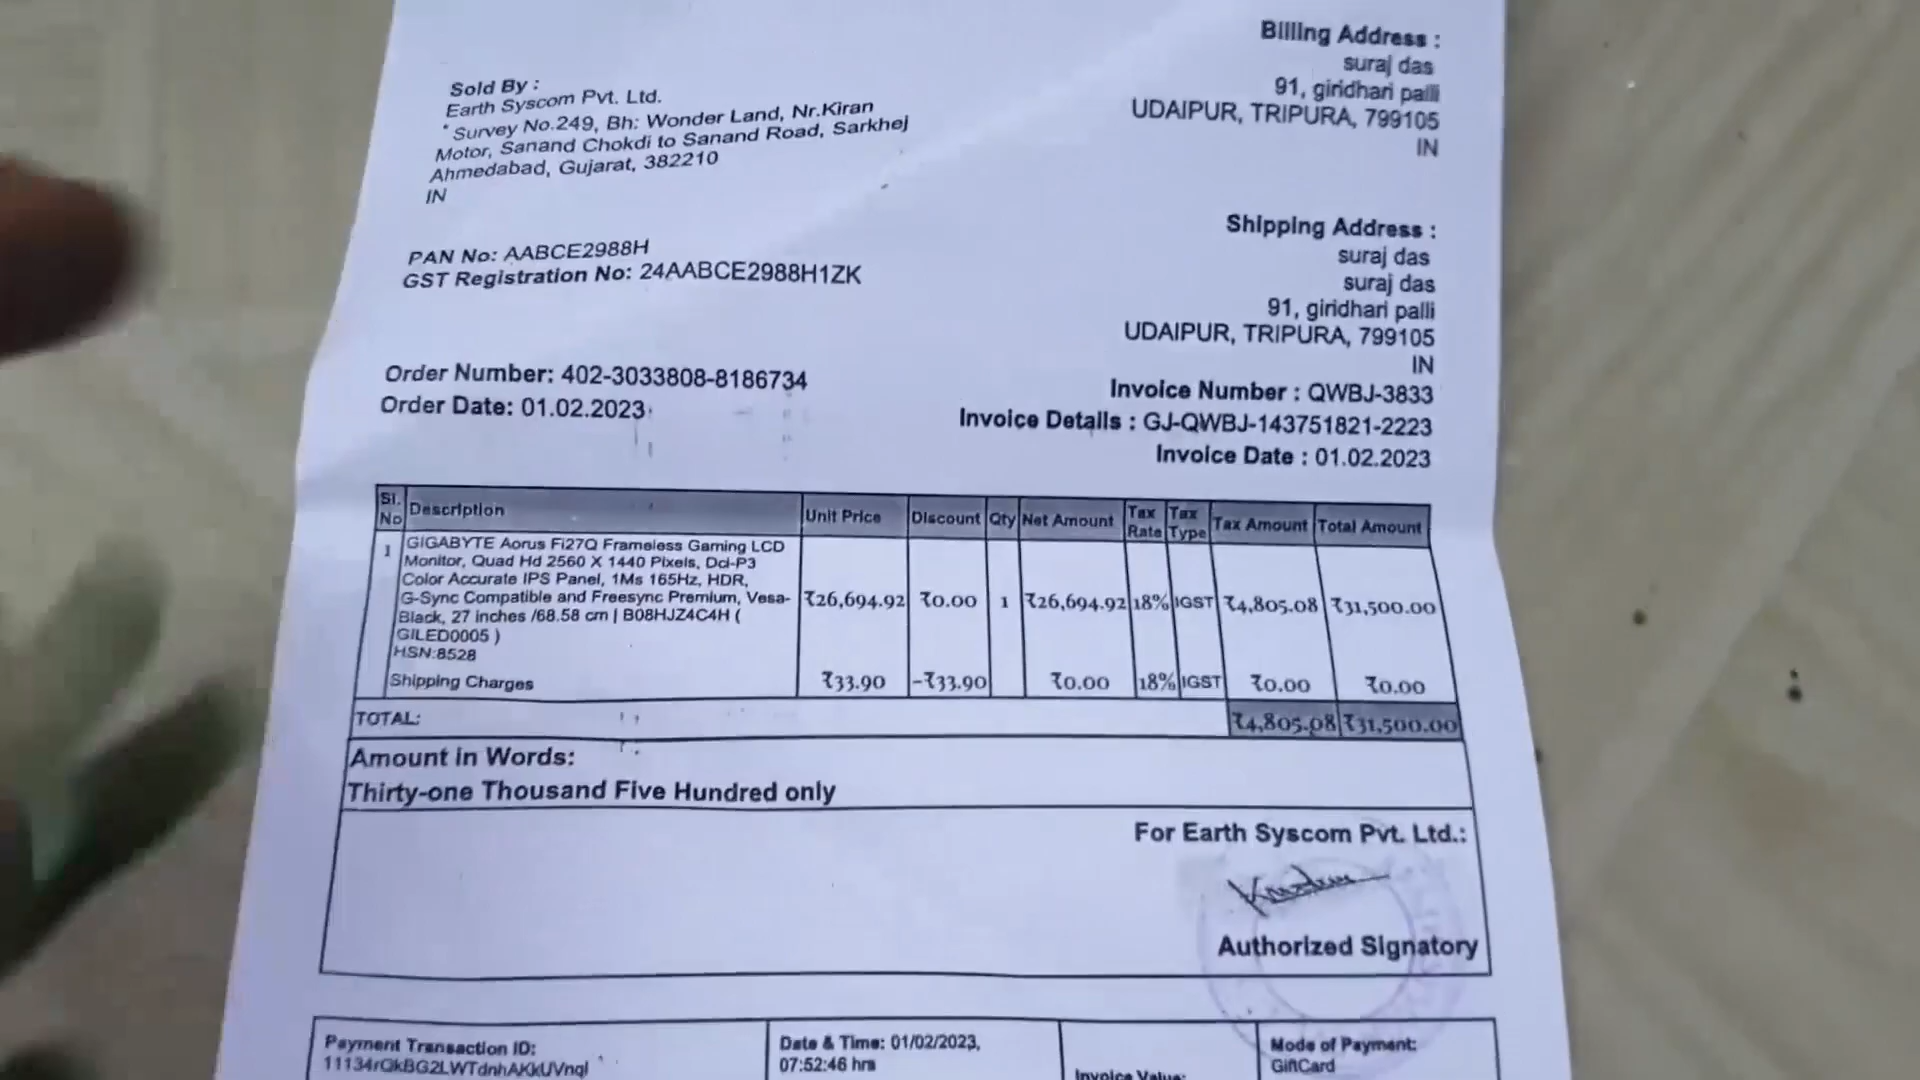 Sold By :
Earth Syscom Pvt. Ltd.
* Survey No.249, Bh: Wonder Land, Nr.Kiran
Motor, Sanand Chokdi to Sanand Road, Sarkhej
Ahmedabad, Gujarat, 382210
IN
PAN No: AABCE2988H
GST Registration No: 24AABCE2988H1ZK
Order Number: 402-3033808-8186734
Order Date: 01.02.2023
Billing Address :
suraj das
91, giridhari palli
UDAIPUR, TRIPURA, 799105
IN
Shipping Address :
suraj das
suraj das
91, giridhari palli
UDAIPUR, TRIPURA, 799105
IN
Invoice Number : QWBJ-3833
Invoice Details : GJ-QWBJ-143751821-2223
Invoice Date : 01.02.2023
Sl. No Description Unit Price Discount Qty Net Amount Tax Rate Tax Type Tax Amount Total Amount
1 GIGABYTE Aorus Fi27Q Frameless Gaming LCD
Monitor, Quad Hd 2560 X 1440 Pixels, Dci-P3
Color Accurate IPS Panel, 1Ms 165Hz, HDR,
G-Sync Compatible and Freesync Premium, Vesa-
Black, 27 inches /68.58 cm | B08HJZ4C4H (
GILED0005 )
HSN:8528
₹26,694.92 ₹0.00 1 ₹26,694.92 18% IGST ₹4,805.08 ₹31,500.00
Shipping Charges ₹33.90 -₹33.90 ₹0.00 18% IGST ₹0.00 ₹0.00
TOTAL: ₹4,805.08 ₹31,500.00
Amount in Words:
Thirty-one Thousand Five Hundred only
For Earth Syscom Pvt. Ltd.:
Authorized Signatory
Payment Transaction ID:
11134rQkBG2LWTdnhAKkUVnql
Date & Time: 01/02/2023,
07:52:46 hrs
Invoice Value:
Mode of Payment:
GiftCard